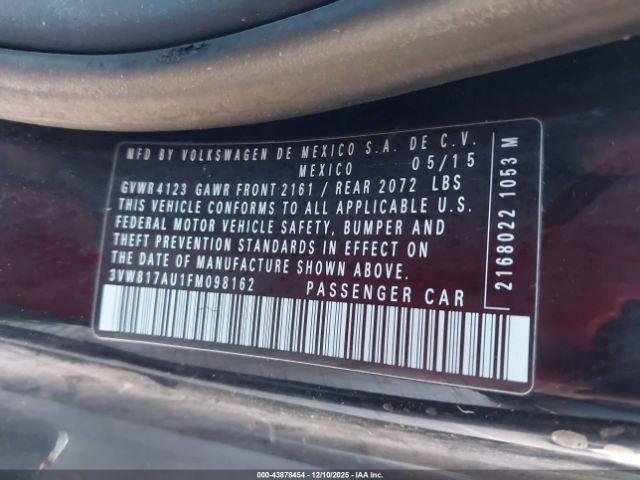 MFD BY VOLKSWAGEN DE MEXICO S.A. DE C.V.
MEXICO 05/15
GVWR 4123 GAWR FRONT 2161 / REAR 2072 LBS
THIS VEHICLE CONFORMS TO ALL APPLICABLE U.S.
FEDERAL MOTOR VEHICLE SAFETY, BUMPER AND
THEFT PREVENTION STANDARDS IN EFFECT ON
THE DATE OF MANUFACTURE SHOWN ABOVE.
3VW817AU1FM098162 PASSENGER CAR
2168022 1053 M
000-43878454 - 12/10/2025 - IAAI.COM